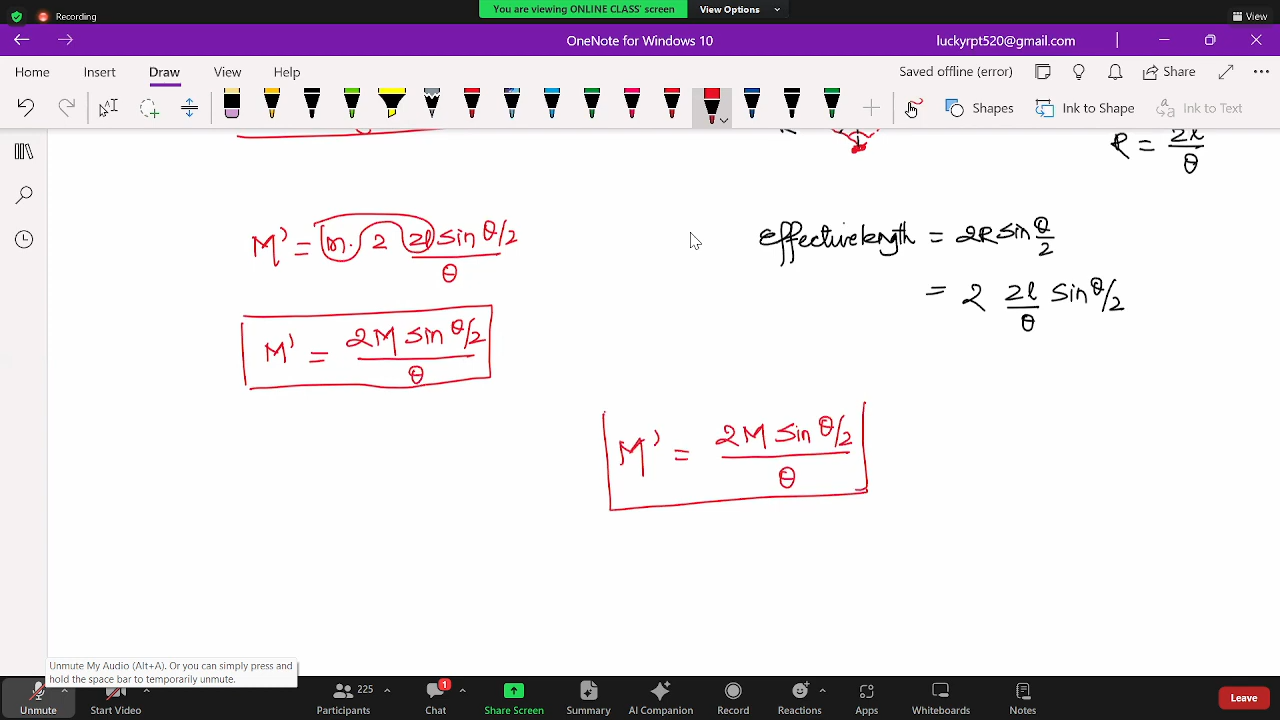 Recording
You are viewing ONLINE CLASS' screen
View Options
View
OneNote for Windows 10
luckyrpt520@gmail.com
Home
Insert
Draw
View
Help
Saved offline (error)
Share
Shapes
Ink to Shape
Ink to Text
R = 2l/θ
M' = m. 2 2l sin θ/2 / θ
effective length = 2R sin θ/2
= 2 2l/θ sin θ/2
M' = 2M sin θ/2 / θ
M' = 2M sin θ/2 / θ
Unmute My Audio (Alt+A). Or you can simply press and
hold the space bar to temporarily unmute.
Unmute
Start Video
225
Participants
1
Chat
Share Screen
Summary
AI Companion
Record
Reactions
Apps
Whiteboards
Notes
Leave